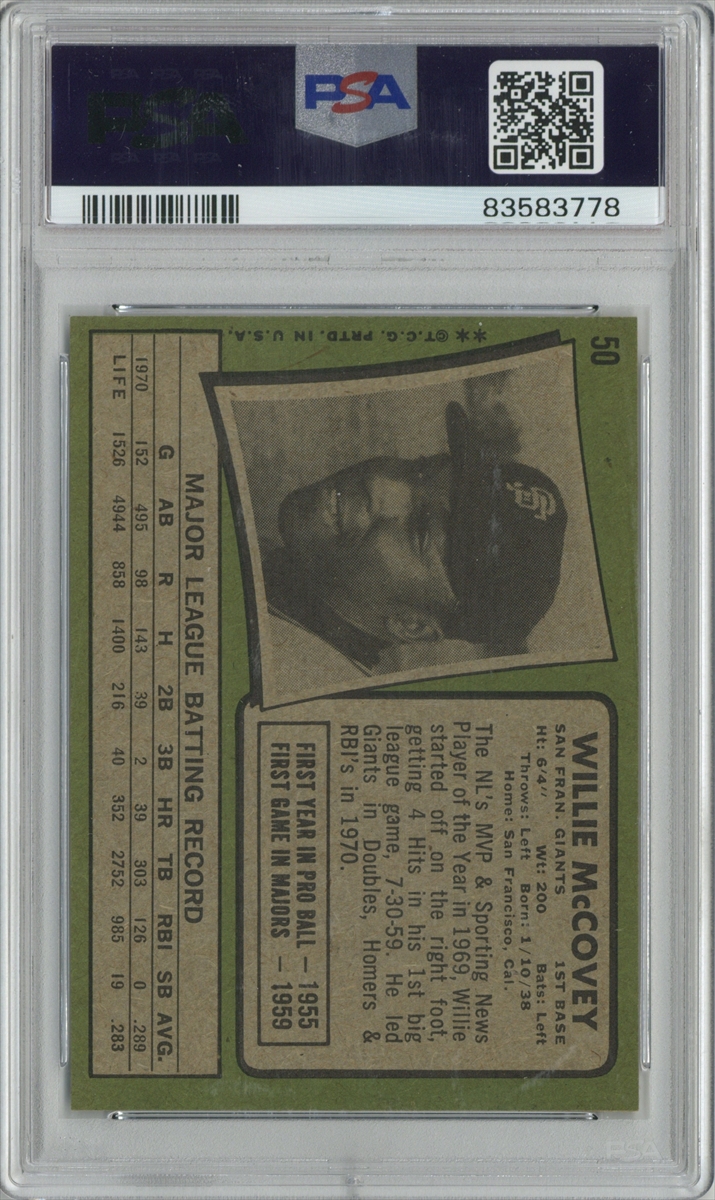 PSA
83583778
50
** ©T.C.G. PRTD. IN U.S.A.
WILLIE McCOVEY
SAN FRAN. GIANTS 1ST BASE
Ht: 6'4" Wt: 200 Bats: Left
Throws: Left Born: 1/10/38
Home: San Francisco, Cal.
The NL's MVP & Sporting News
Player of the Year in 1969, Willie
started off on the right foot,
getting 4 Hits in his 1st big
league game, 7-30-59. He led
Giants in Doubles, Homers &
RBI's in 1970.
FIRST YEAR IN PRO BALL — 1955
FIRST GAME IN MAJORS — 1959
SF
MAJOR LEAGUE BATTING RECORD
G AB R H 2B 3B HR TB RBI SB AVG.
1970 152 495 98 143 39 2 39 303 126 0 .289
LIFE 1526 4944 858 1400 216 40 352 2752 985 19 .283
PSA